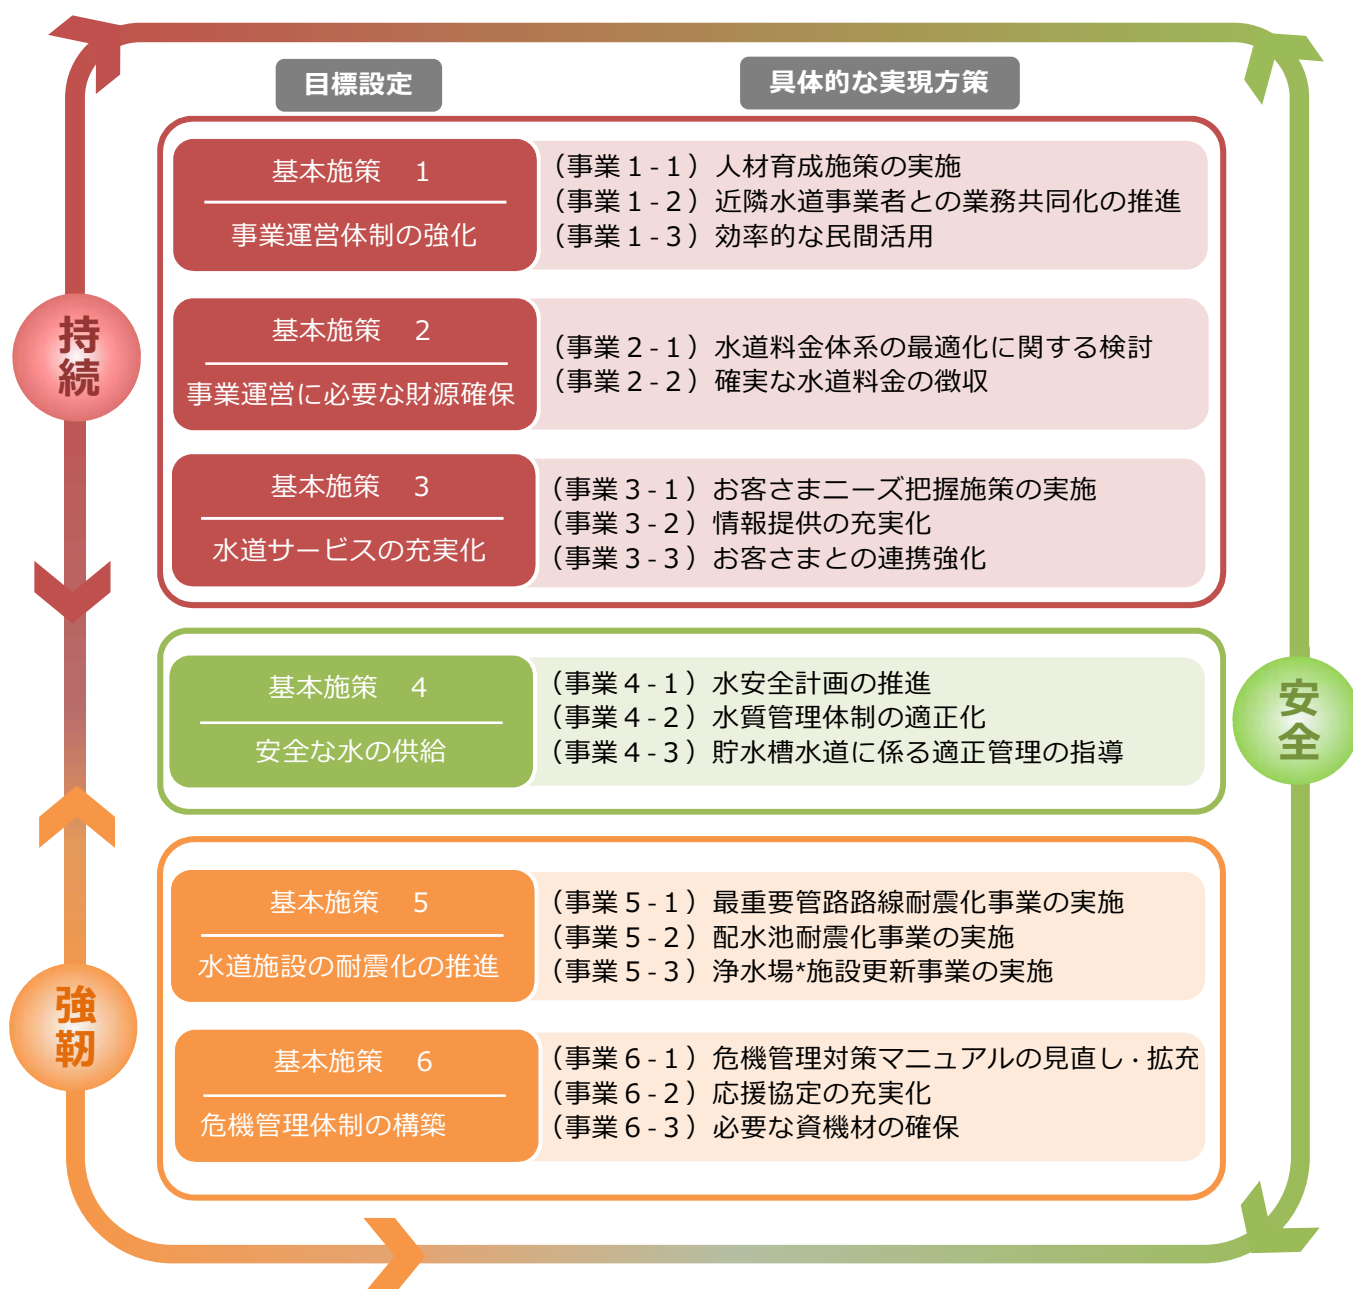 目標設定
具体的な実現方策
持続
基本施策　1
事業運営体制の強化
（事業1-1）人材育成施策の実施
（事業1-2）近隣水道事業者との業務共同化の推進
（事業1-3）効率的な民間活用
基本施策　2
事業運営に必要な財源確保
（事業2-1）水道料金体系の最適化に関する検討
（事業2-2）確実な水道料金の徴収
基本施策　3
水道サービスの充実化
（事業3-1）お客さまニーズ把握施策の実施
（事業3-2）情報提供の充実化
（事業3-3）お客さまとの連携強化
安全
基本施策　4
安全な水の供給
（事業4-1）水安全計画の推進
（事業4-2）水質管理体制の適正化
（事業4-3）貯水槽水道に係る適正管理の指導
強靭
基本施策　5
水道施設の耐震化の推進
（事業5-1）最重要管路路線耐震化事業の実施
（事業5-2）配水池耐震化事業の実施
（事業5-3）浄水場*施設更新事業の実施
基本施策　6
危機管理体制の構築
（事業6-1）危機管理対策マニュアルの見直し・拡充
（事業6-2）応援協定の充実化
（事業6-3）必要な資機材の確保